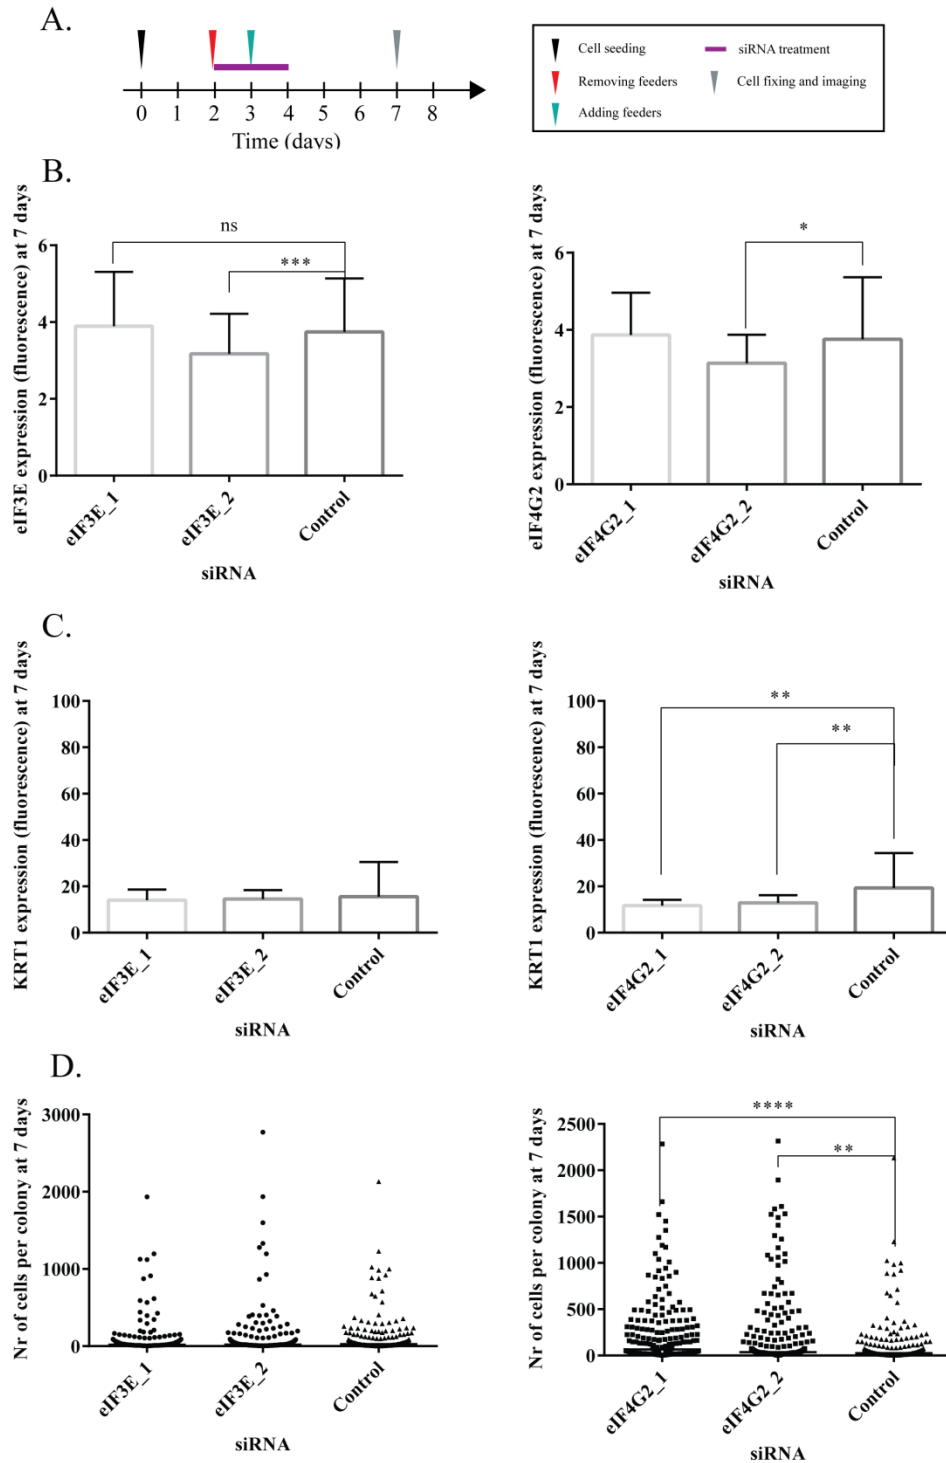 A.
0 1 2 3 4 5 6 7 8
Time (days)
Cell seeding
siRNA treatment
Removing feeders
Cell fixing and imaging
Adding feeders
B.
eIF3E expression (fluorescence) at 7 days
6
4
2
0
ns
***
eIF3E_1
eIF3E_2
Control
siRNA
eIF4G2 expression (fluorescence) at 7 days
6
4
2
0
*
eIF4G2_1
eIF4G2_2
Control
siRNA
C.
KRT1 expression (fluorescence) at 7 days
100
80
60
40
20
0
eIF3E_1
eIF3E_2
Control
siRNA
KRT1 expression (fluorescence) at 7 days
100
80
60
40
20
0
**
**
eIF4G2_1
eIF4G2_2
Control
siRNA
D.
Nr of cells per colony at 7 days
3000
2000
1000
0
eIF3E_1
eIF3E_2
Control
siRNA
Nr of cells per colony at 7 days
2500
2000
1500
1000
500
0
****
**
eIF4G2_1
eIF4G2_2
Control
siRNA